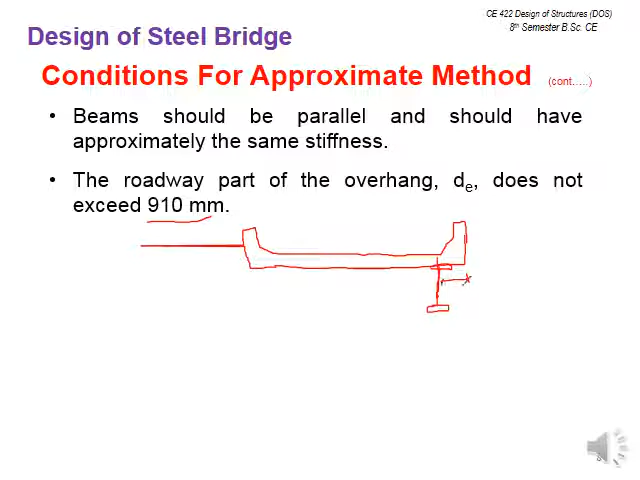 CE 422 Design of Structures (DOS)
8th Semester B.Sc. CE
Design of Steel Bridge
Conditions For Approximate Method (cont…..)
• Beams should be parallel and should have
approximately the same stiffness.
• The roadway part of the overhang, de, does not
exceed 910 mm.